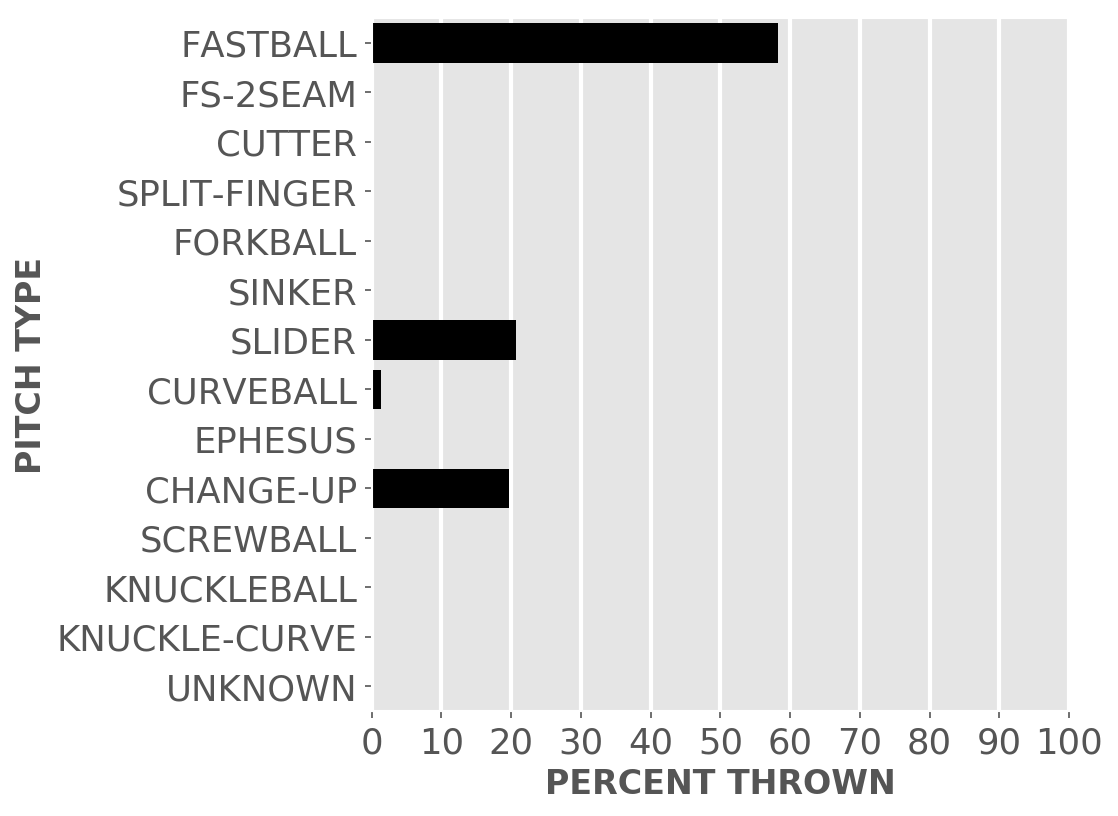 FASTBALL
FS-2SEAM
CUTTER
SPLIT-FINGER
FORKBALL
SINKER
SLIDER
CURVEBALL
EPHESUS
CHANGE-UP
SCREWBALL
KNUCKLEBALL
KNUCKLE-CURVE
UNKNOWN
PITCH TYPE
0 10 20 30 40 50 60 70 80 90 100
PERCENT THROWN